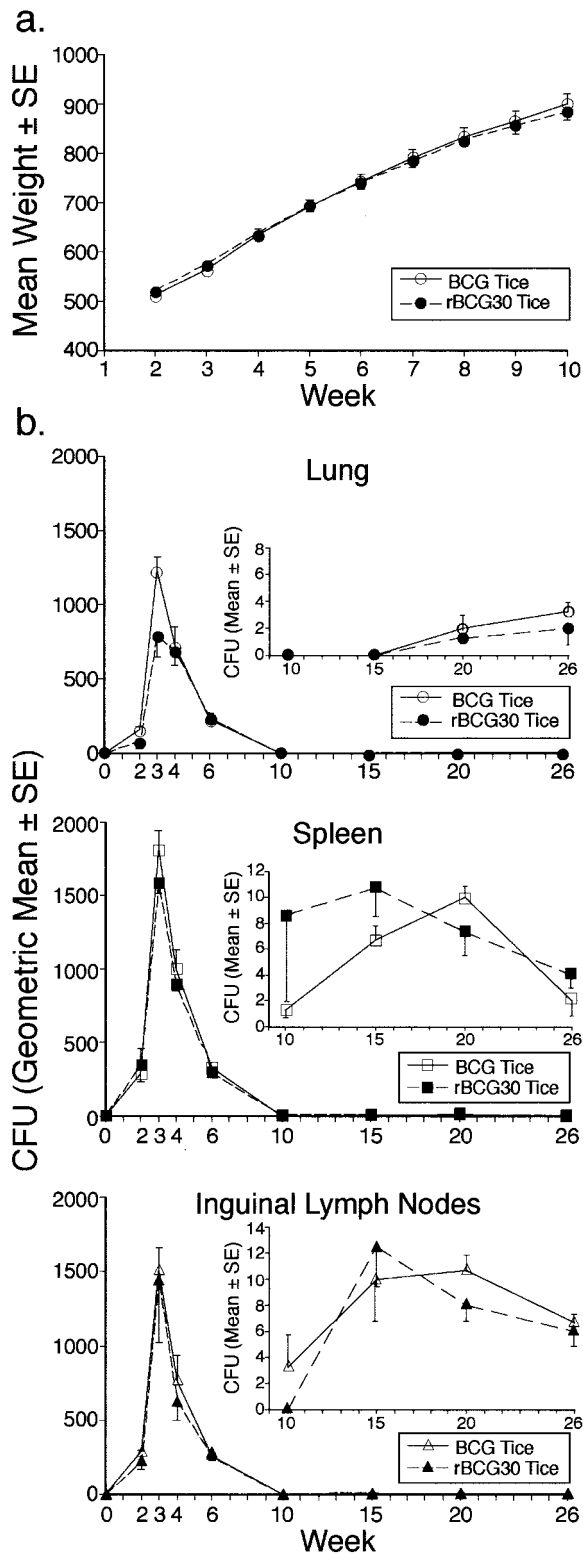 a.
Mean Weight ± SE
1000
900
800
700
600
500
400
1 2 3 4 5 6 7 8 9 10
Week
BCG Tice
rBCG30 Tice
b.
CFU (Geometric Mean ± SE)
Lung
2000
1500
1000
500
0
0 2 3 4 6 10 15 20 26
CFU (Mean ± SE)
8
6
4
2
0
10 15 20 26
BCG Tice
rBCG30 Tice
Spleen
2000
1500
1000
500
0
0 2 3 4 6 10 15 20 26
CFU (Mean ± SE)
12
10
8
6
4
2
0
10 15 20 26
BCG Tice
rBCG30 Tice
Inguinal Lymph Nodes
2000
1500
1000
500
0
0 2 3 4 6 10 15 20 26
CFU (Mean ± SE)
14
12
10
8
6
4
2
0
10 15 20 26
BCG Tice
rBCG30 Tice
Week